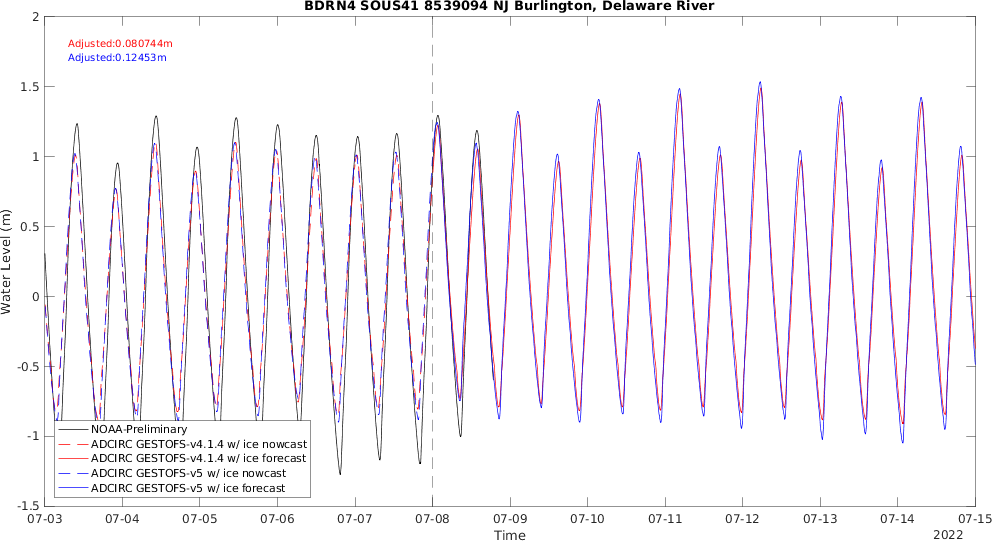 BDRN4 SOUS41 8539094 NJ Burlington, Delaware River
Adjusted:0.080744m
Adjusted:0.12453m
2
1.5
1
0.5
0
-0.5
-1
-1.5
Water Level (m)
NOAA-Preliminary
ADCIRC GESTOFS-v4.1.4 w/ ice nowcast
ADCIRC GESTOFS-v4.1.4 w/ ice forecast
ADCIRC GESTOFS-v5 w/ ice nowcast
ADCIRC GESTOFS-v5 w/ ice forecast
07-03 07-04 07-05 07-06 07-07 07-08 07-09 07-10 07-11 07-12 07-13 07-14 07-15
Time
2022